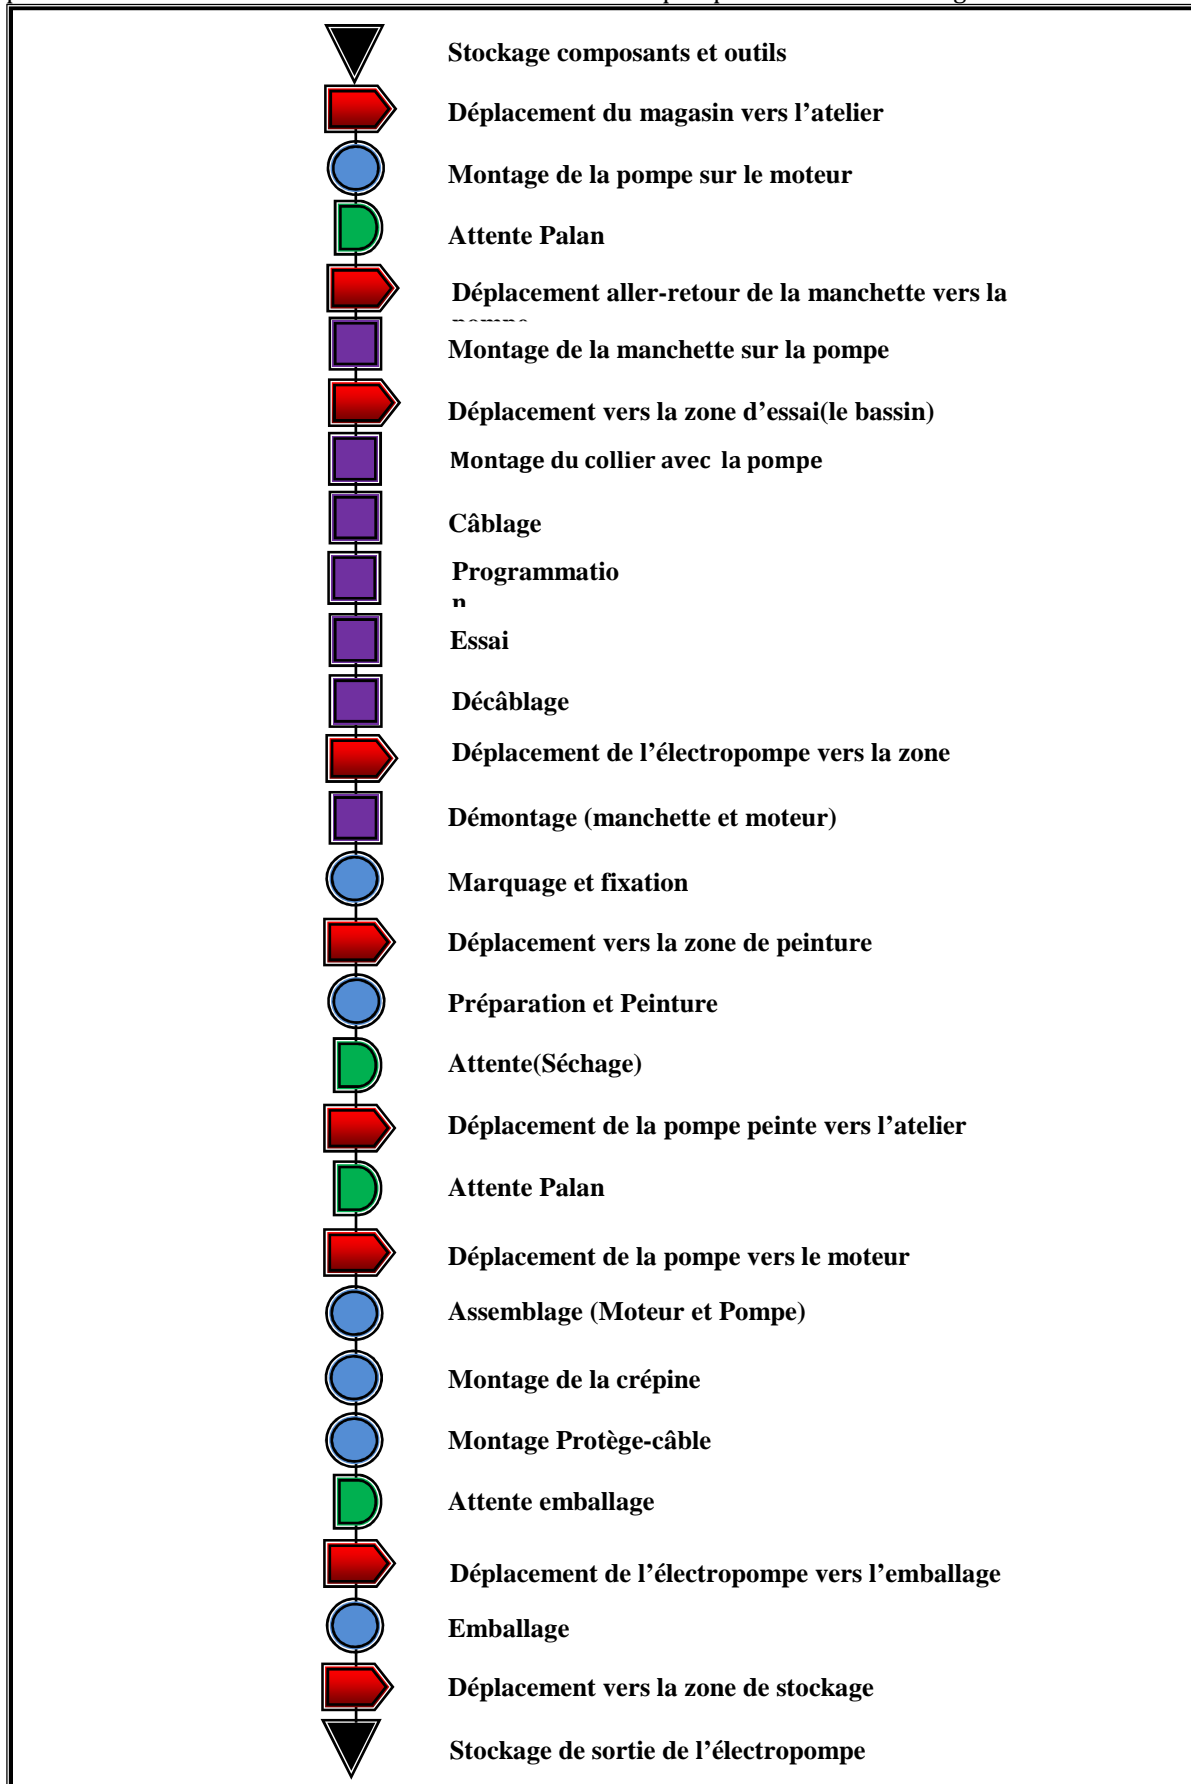 Stockage composants et outils
Déplacement du magasin vers l'atelier
Montage de la pompe sur le moteur
Attente Palan
Déplacement aller-retour de la manchette vers la
Montage de la manchette sur la pompe
Déplacement vers la zone d'essai(le bassin)
Montage du collier avec la pompe
Câblage
Programmatio
n
Essai
Décâblage
Déplacement de l'électropompe vers la zone
Démontage (manchette et moteur)
Marquage et fixation
Déplacement vers la zone de peinture
Préparation et Peinture
Attente(Séchage)
Déplacement de la pompe peinte vers l'atelier
Attente Palan
Déplacement de la pompe vers le moteur
Assemblage (Moteur et Pompe)
Montage de la crépine
Montage Protège-câble
Attente emballage
Déplacement de l'électropompe vers l'emballage
Emballage
Déplacement vers la zone de stockage
Stockage de sortie de l'électropompe